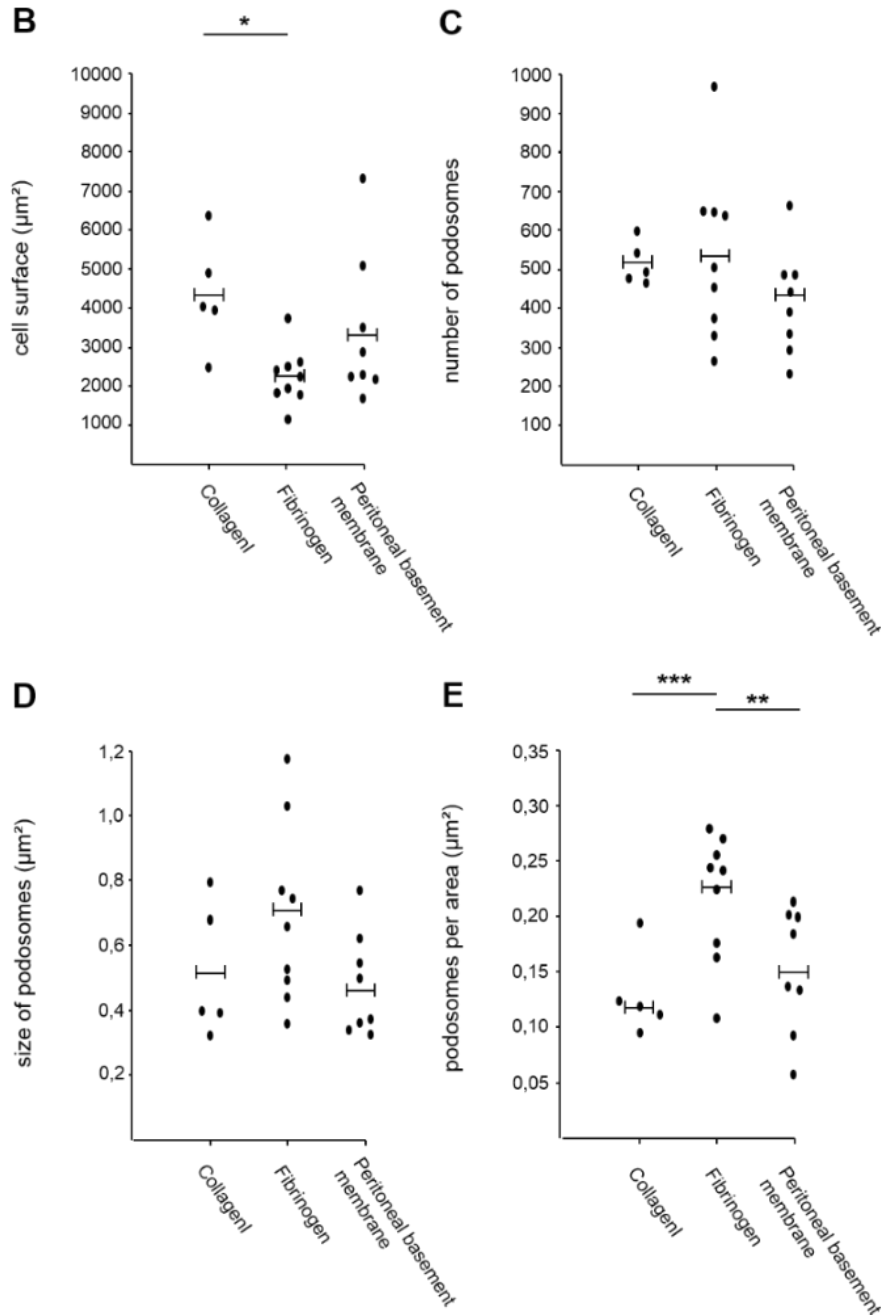 B
*
cell surface (µm²)
10000
9000
8000
7000
6000
5000
4000
3000
2000
1000
CollagenI
Fibrinogen
Peritoneal basement
membrane
C
number of podosomes
1000
900
800
700
600
500
400
300
200
100
CollagenI
Fibrinogen
Peritoneal basement
membrane
D
size of podosomes (µm²)
1,2
1,0
0,8
0,6
0,4
0,2
CollagenI
Fibrinogen
Peritoneal basement
membrane
E
***
**
podosomes per area (µm²)
0,35
0,30
0,25
0,20
0,15
0,10
0,05
CollagenI
Fibrinogen
Peritoneal basement
membrane